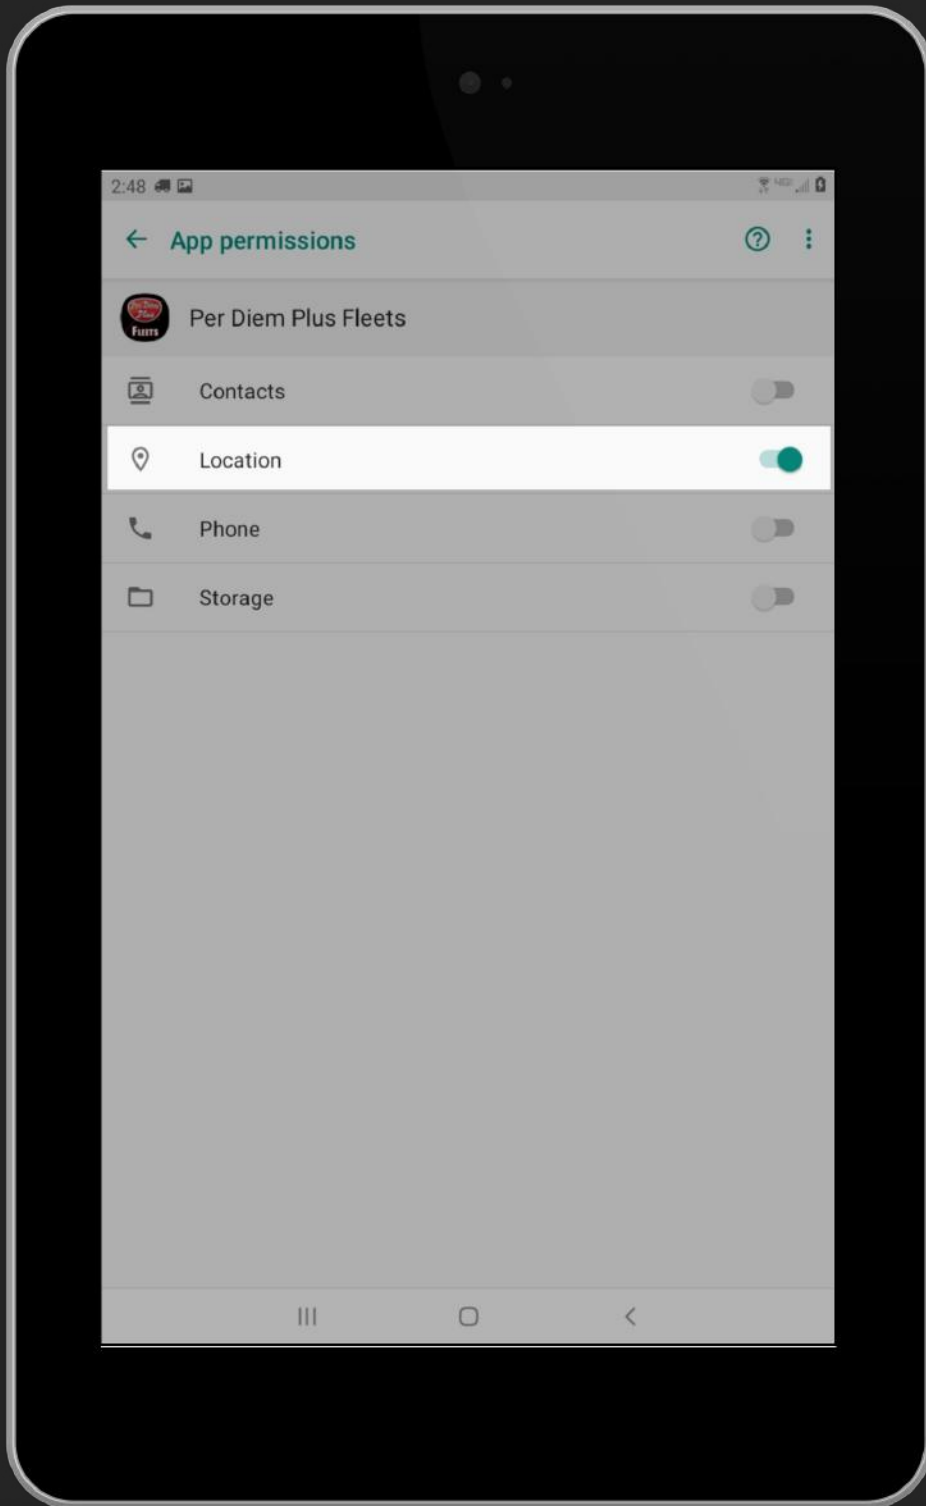 2:48
App permissions
Per Diem Plus Fleets
Contacts
Location
Phone
Storage